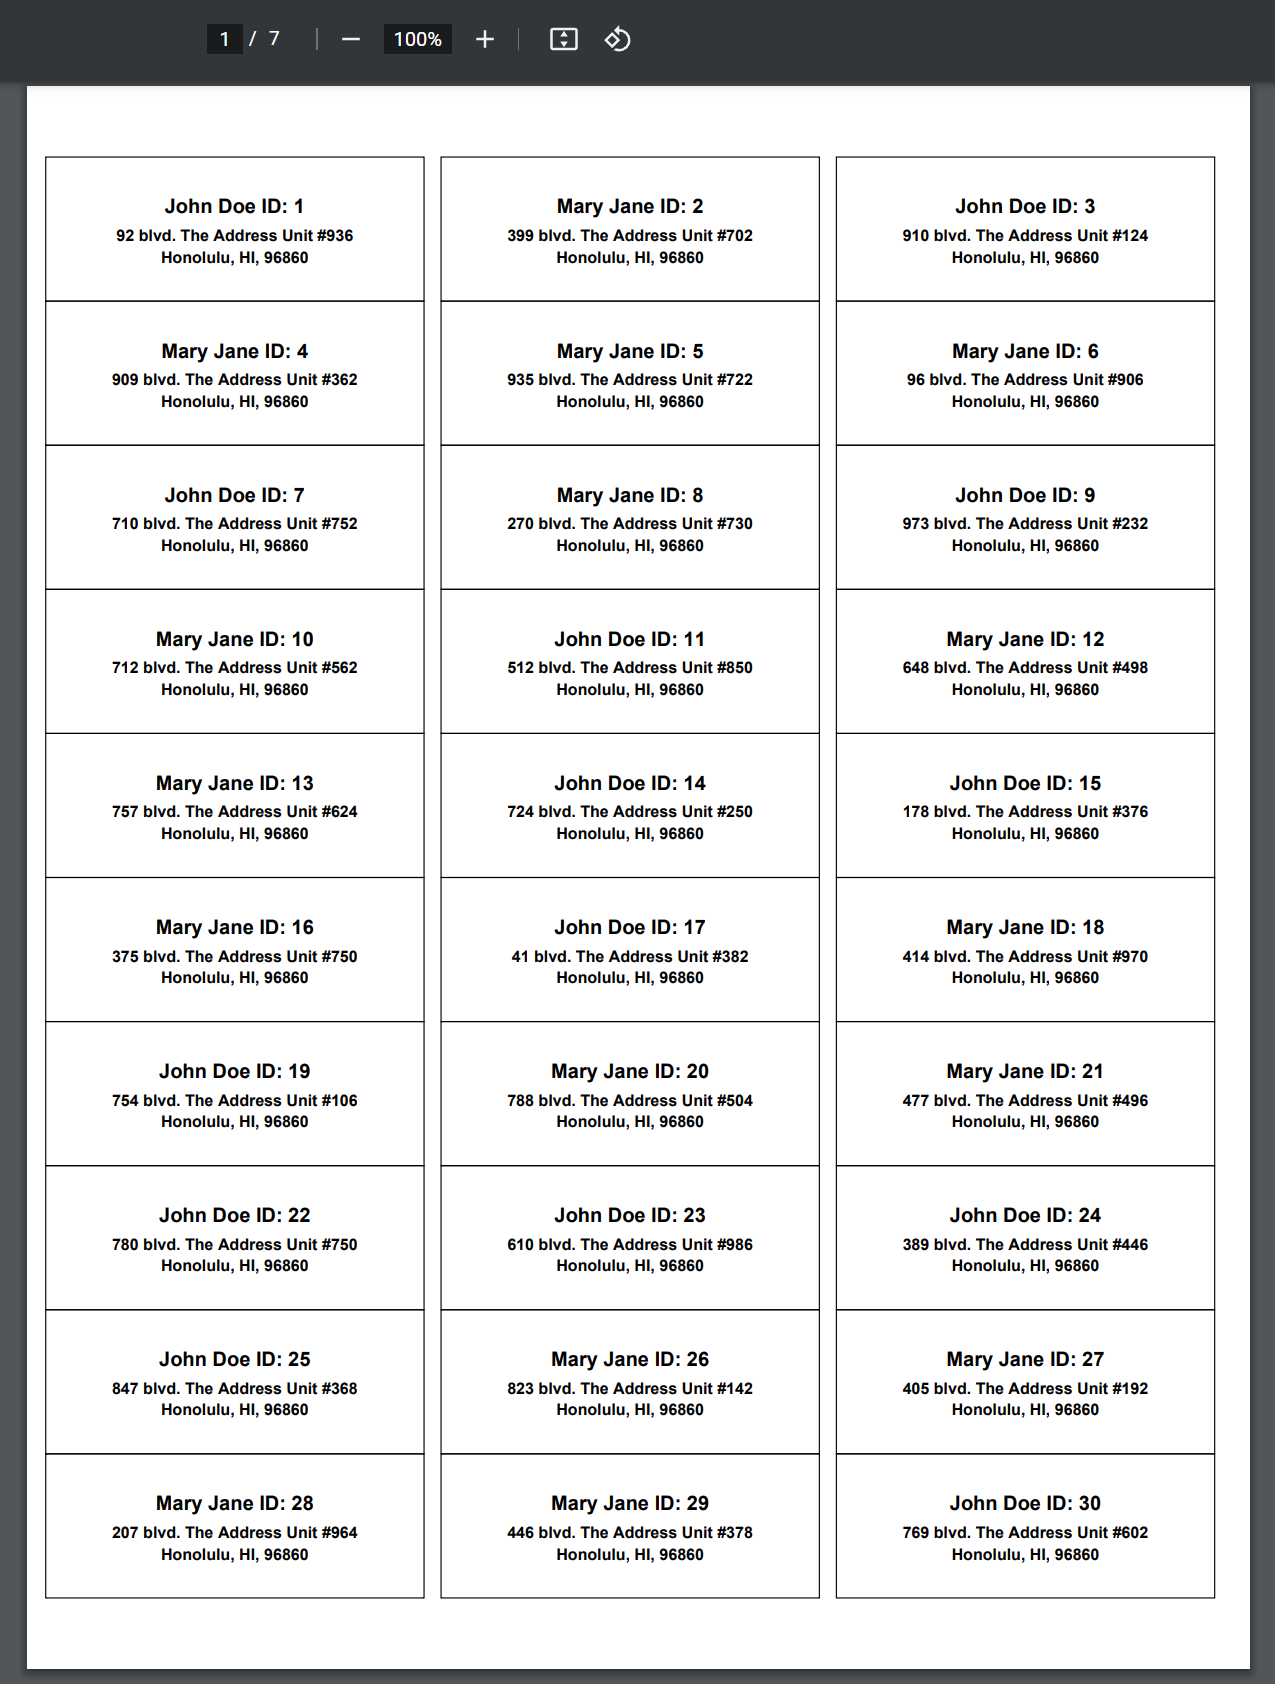 1 / 7 100%
John Doe ID: 1
92 blvd. The Address Unit #936
Honolulu, HI, 96860
Mary Jane ID: 2
399 blvd. The Address Unit #702
Honolulu, HI, 96860
John Doe ID: 3
910 blvd. The Address Unit #124
Honolulu, HI, 96860
Mary Jane ID: 4
909 blvd. The Address Unit #362
Honolulu, HI, 96860
Mary Jane ID: 5
935 blvd. The Address Unit #722
Honolulu, HI, 96860
Mary Jane ID: 6
96 blvd. The Address Unit #906
Honolulu, HI, 96860
John Doe ID: 7
710 blvd. The Address Unit #752
Honolulu, HI, 96860
Mary Jane ID: 8
270 blvd. The Address Unit #730
Honolulu, HI, 96860
John Doe ID: 9
973 blvd. The Address Unit #232
Honolulu, HI, 96860
Mary Jane ID: 10
712 blvd. The Address Unit #562
Honolulu, HI, 96860
John Doe ID: 11
512 blvd. The Address Unit #850
Honolulu, HI, 96860
Mary Jane ID: 12
648 blvd. The Address Unit #498
Honolulu, HI, 96860
Mary Jane ID: 13
757 blvd. The Address Unit #624
Honolulu, HI, 96860
John Doe ID: 14
724 blvd. The Address Unit #250
Honolulu, HI, 96860
John Doe ID: 15
178 blvd. The Address Unit #376
Honolulu, HI, 96860
Mary Jane ID: 16
375 blvd. The Address Unit #750
Honolulu, HI, 96860
John Doe ID: 17
41 blvd. The Address Unit #382
Honolulu, HI, 96860
Mary Jane ID: 18
414 blvd. The Address Unit #970
Honolulu, HI, 96860
John Doe ID: 19
754 blvd. The Address Unit #106
Honolulu, HI, 96860
Mary Jane ID: 20
788 blvd. The Address Unit #504
Honolulu, HI, 96860
Mary Jane ID: 21
477 blvd. The Address Unit #496
Honolulu, HI, 96860
John Doe ID: 22
780 blvd. The Address Unit #750
Honolulu, HI, 96860
John Doe ID: 23
610 blvd. The Address Unit #986
Honolulu, HI, 96860
John Doe ID: 24
389 blvd. The Address Unit #446
Honolulu, HI, 96860
John Doe ID: 25
847 blvd. The Address Unit #368
Honolulu, HI, 96860
Mary Jane ID: 26
823 blvd. The Address Unit #142
Honolulu, HI, 96860
Mary Jane ID: 27
405 blvd. The Address Unit #192
Honolulu, HI, 96860
Mary Jane ID: 28
207 blvd. The Address Unit #964
Honolulu, HI, 96860
Mary Jane ID: 29
446 blvd. The Address Unit #378
Honolulu, HI, 96860
John Doe ID: 30
769 blvd. The Address Unit #602
Honolulu, HI, 96860